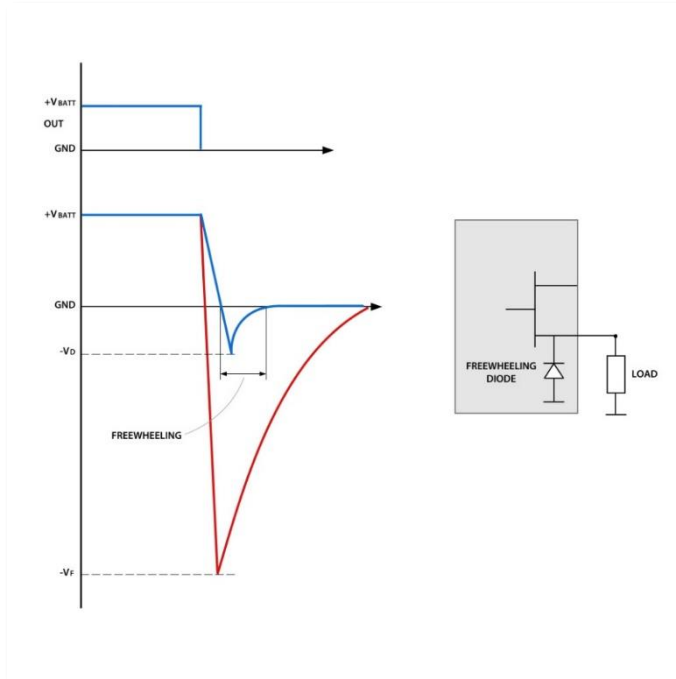 +VBATT
OUT
GND
+VBATT
GND
-VD
FREEWHEELING
-VF
FREEWHEELING
DIODE
LOAD